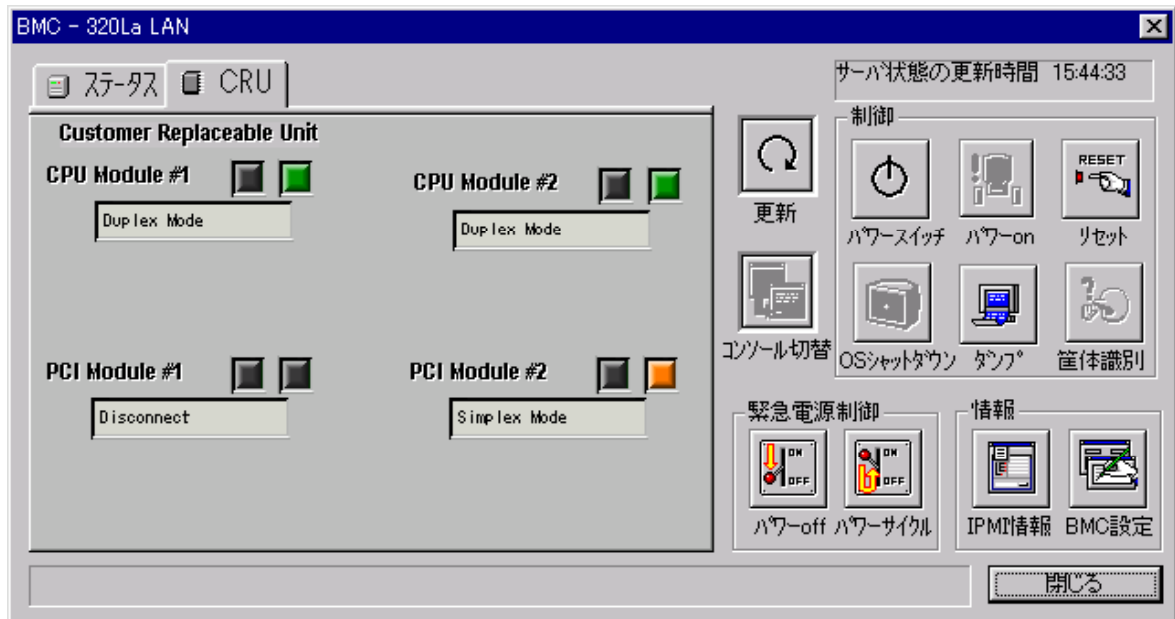 BMC - 320La LAN
ステータス
CRU
サーバ状態の更新時間 15:44:33
Customer Replaceable Unit
CPU Module #1
Duplex Mode
CPU Module #2
Duplex Mode
PCI Module #1
Disconnect
PCI Module #2
Simplex Mode
更新
コンソール切替
制御
パワースイッチ
パワーon
RESET
リセット
OSシャットダウン
ダンプ
筐体識別
緊急電源制御
ON
OFF
パワーoff
ON
OFF
パワーサイクル
情報
IPMI情報
BMC設定
閉じる